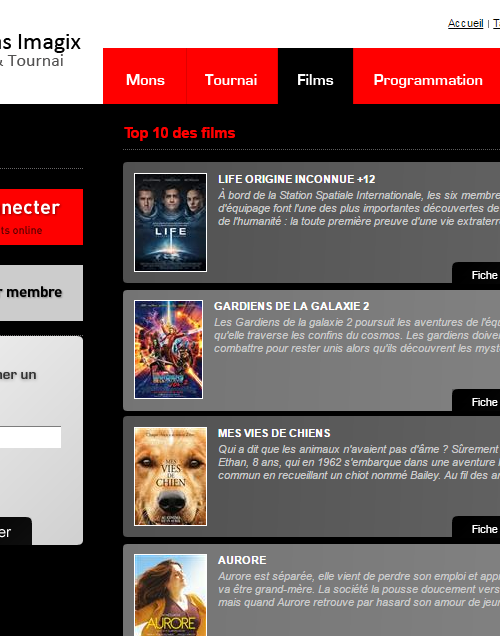 Accueil |
s Imagix
& Tournai
Mons
Tournai
Films
Programmation
Top 10 des films
necter
ts online
r membre
er un
er
LIFE
LIFE ORIGINE INCONNUE +12
À bord de la Station Spatiale Internationale, les six membre
d'équipage font l'une des plus importantes découvertes de
de l'humanité : la toute première preuve d'une vie extraterr
Fiche
GARDIENS DE LA GALAXIE 2
Les Gardiens de la galaxie 2 poursuit les aventures de l'équ
qu'elle traverse les confins du cosmos. Les gardiens doiven
combattre pour rester unis alors qu'ils découvrent les myst
Fiche
MES VIES DE CHIEN
MES VIES DE CHIENS
Qui a dit que les animaux n'avaient pas d'âme ? Sûrement
Ethan, 8 ans, qui en 1962 s'embarque dans une aventure
commun en recueillant un chiot nommé Bailey. Au fil des an
Fiche
AURORE
AURORE
Aurore est séparée, elle vient de perdre son emploi et appr
va être grand-mère. La société la pousse doucement vers
mais quand Aurore retrouve par hasard son amour de jeun